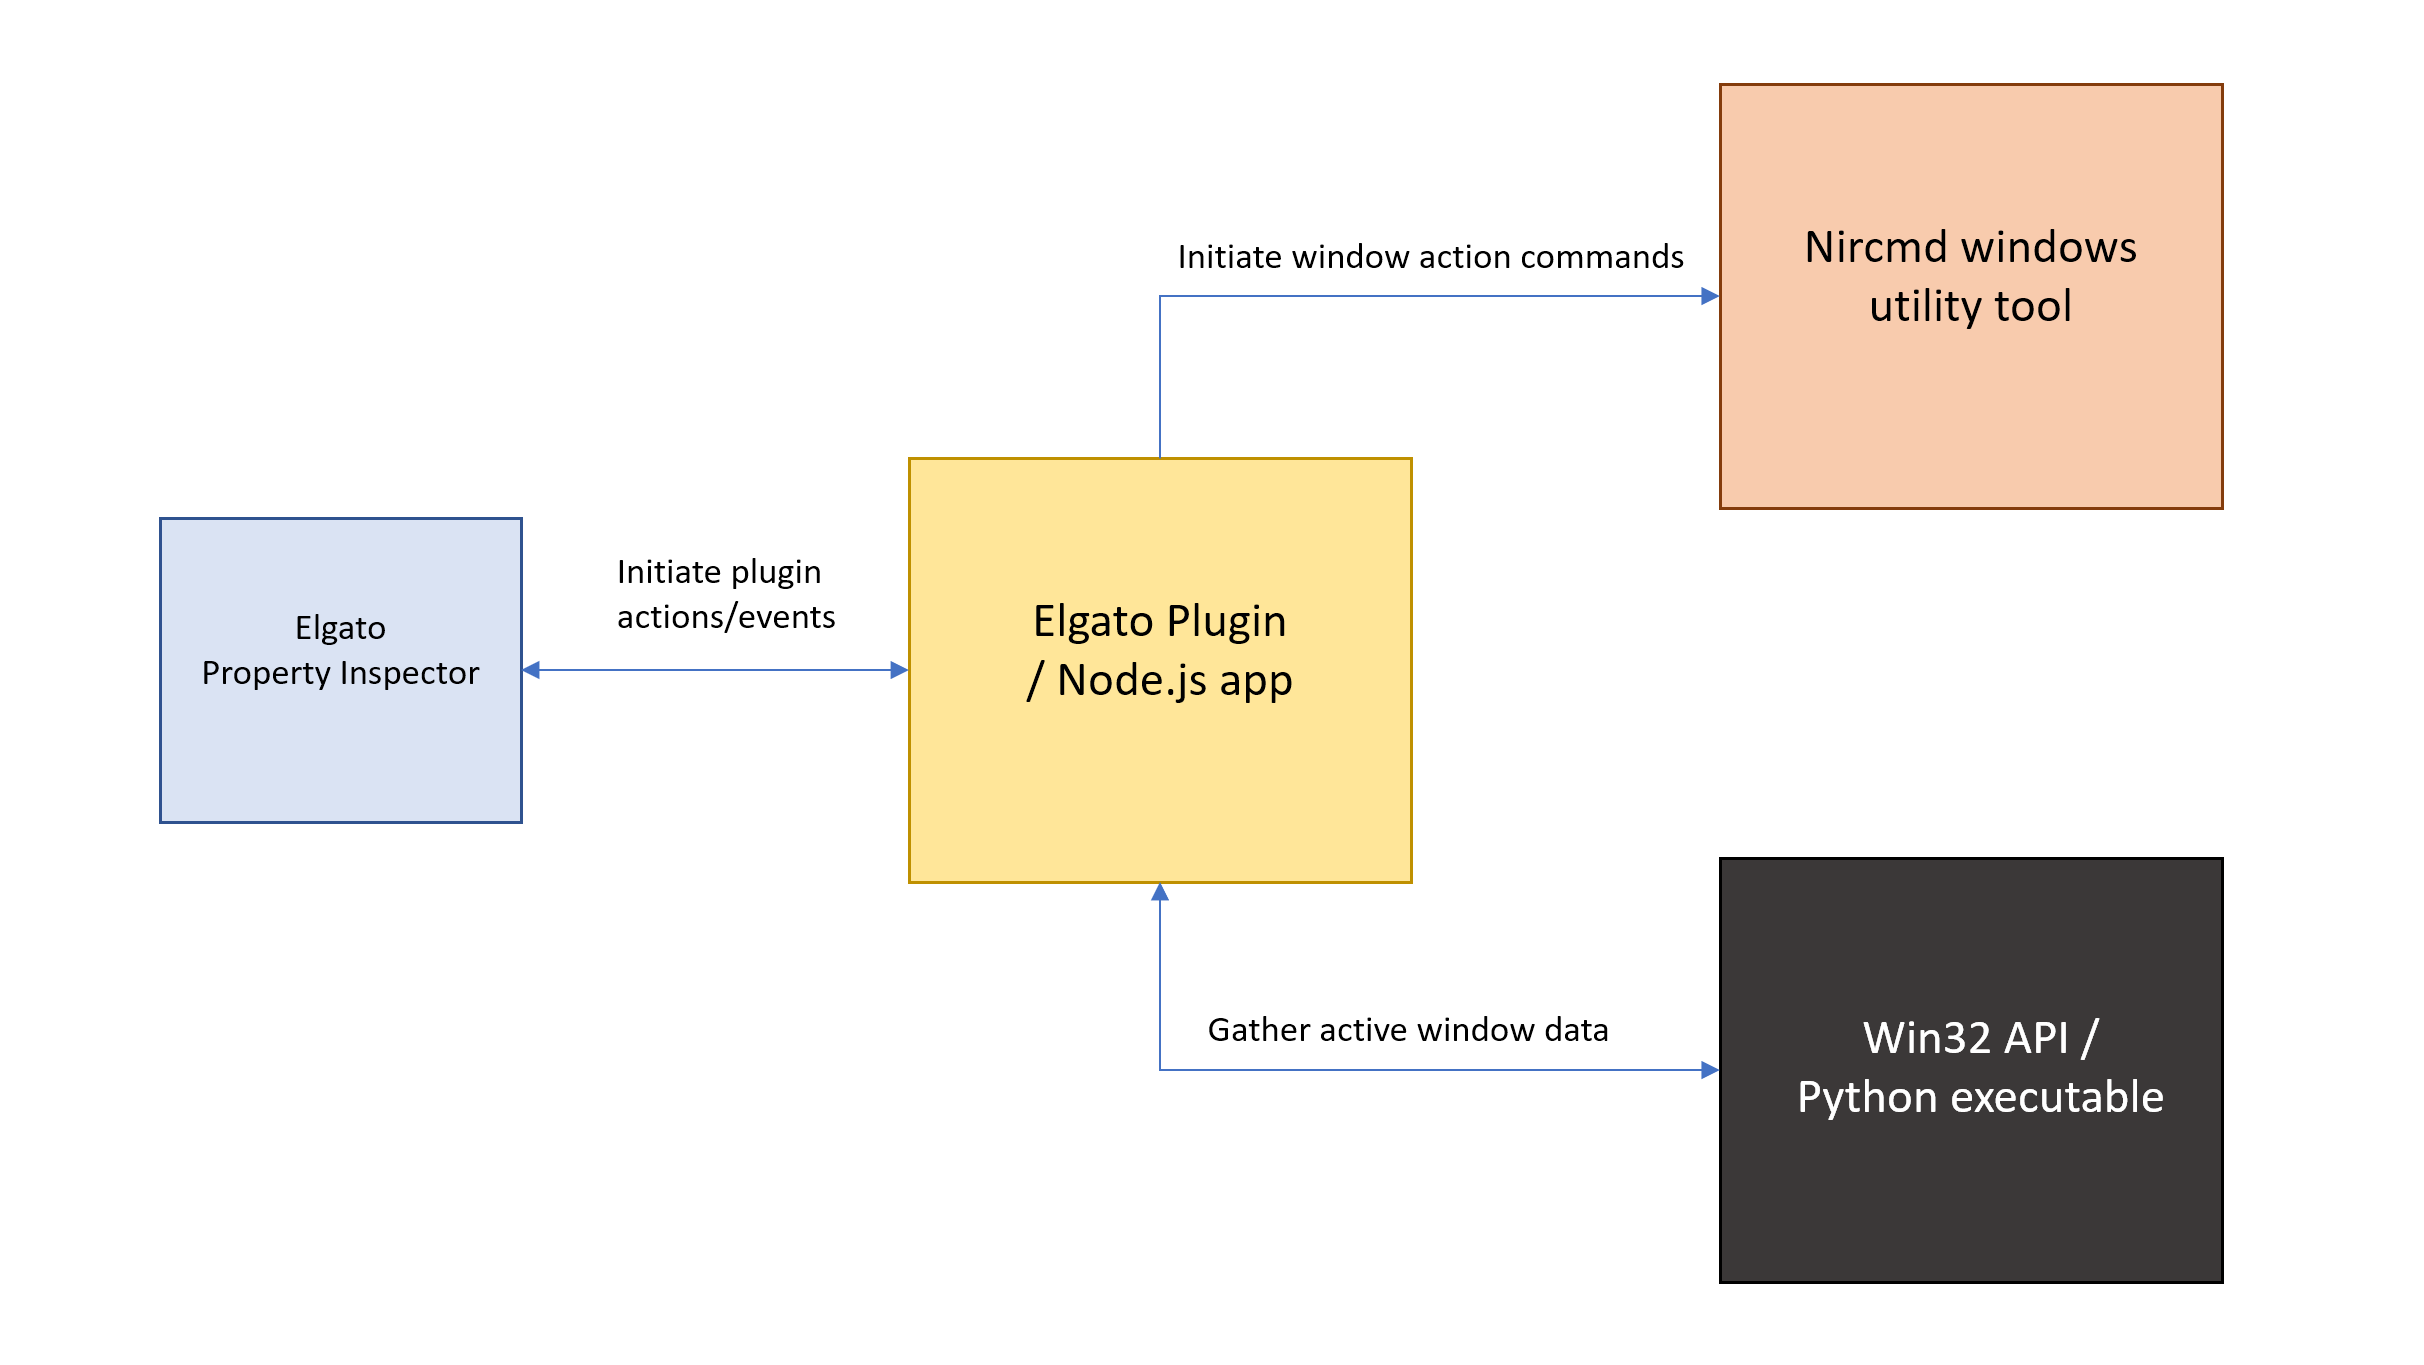 Initiate window action commands
Nircmd windows
utility tool
Elgato
Property Inspector
Initiate plugin
actions/events
Elgato Plugin
/ Node.js app
Gather active window data
Win32 API /
Python executable